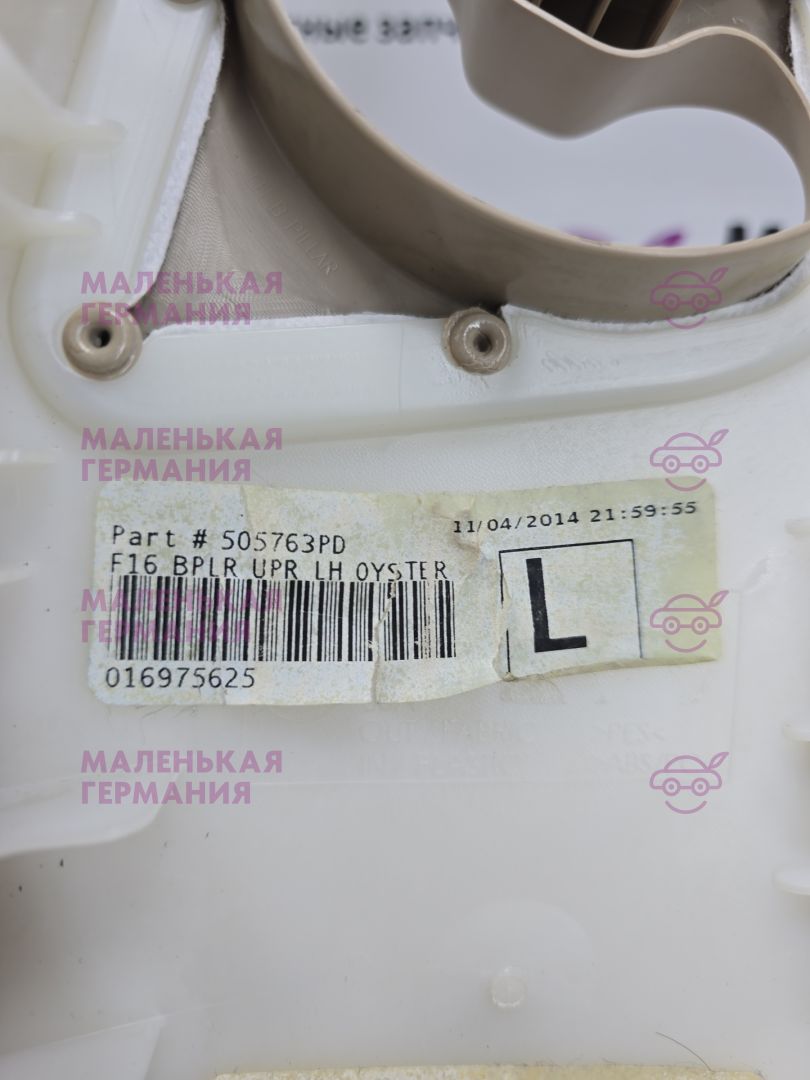 B PILLAR
МАЛЕНЬКАЯ
ГЕРМАНИЯ
МАЛЕНЬКАЯ
ГЕРМАНИЯ
11/04/2014 21:59:55
Part # 505763PD
F16 BPLR UPR LH OYSTER
L
МАЛЕНЬКАЯ
ГЕРМАНИЯ
016975625
МАЛЕНЬКАЯ
ГЕРМАНИЯ